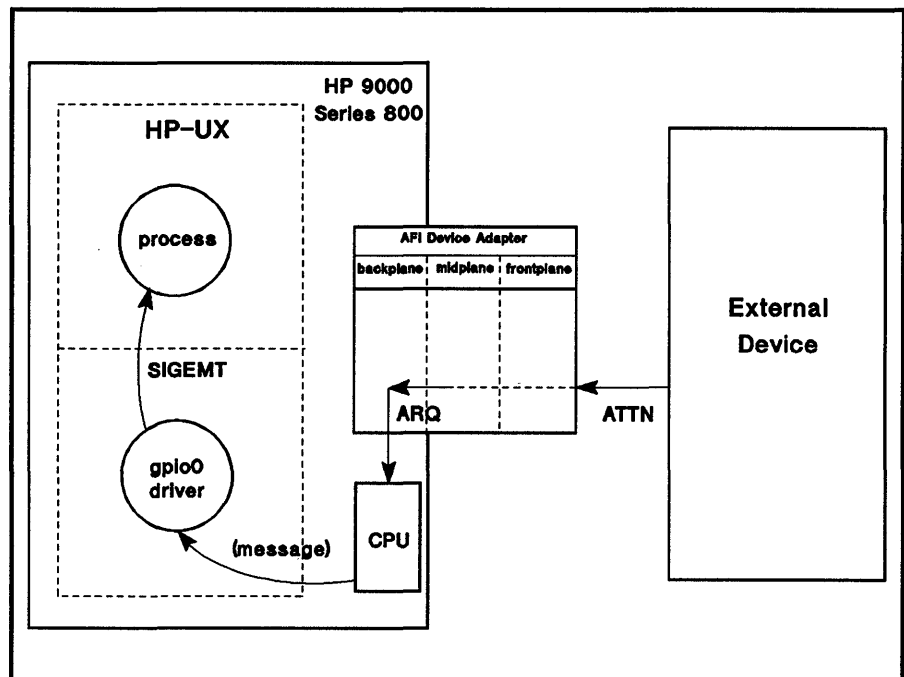 HP 9000
Series 800
HP-UX
process
SIGEMT
gpio0
driver
(message)
CPU
AFI Device Adapter
backplane midplane frontplane
ARQ
ATTN
External
Device